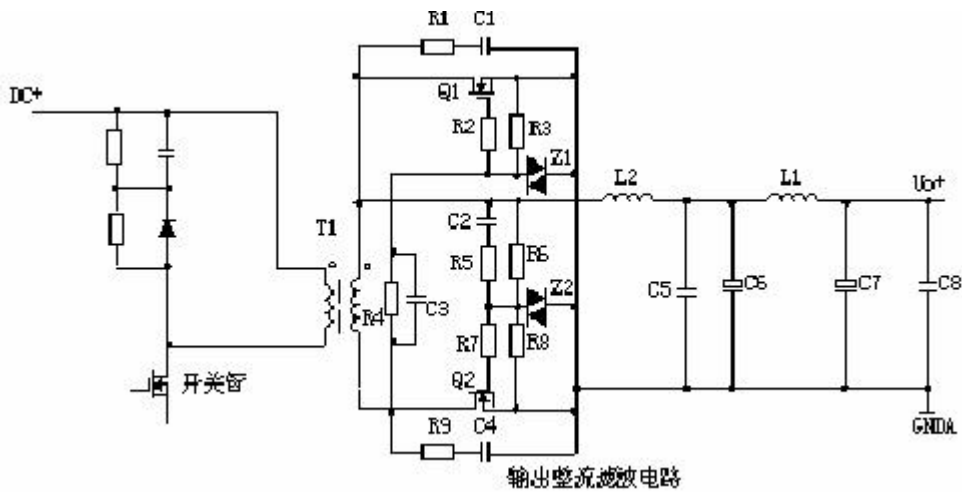 R1 C1
Q1
DC+
R2 R3
Z1
L2 L1 Uo+
T1
C2
R5 R6
Z2
R4 C3
C5 C6 C7 C8
R7 R8
开关管
Q2
R9 C4
GNDA
输出整流滤波电路